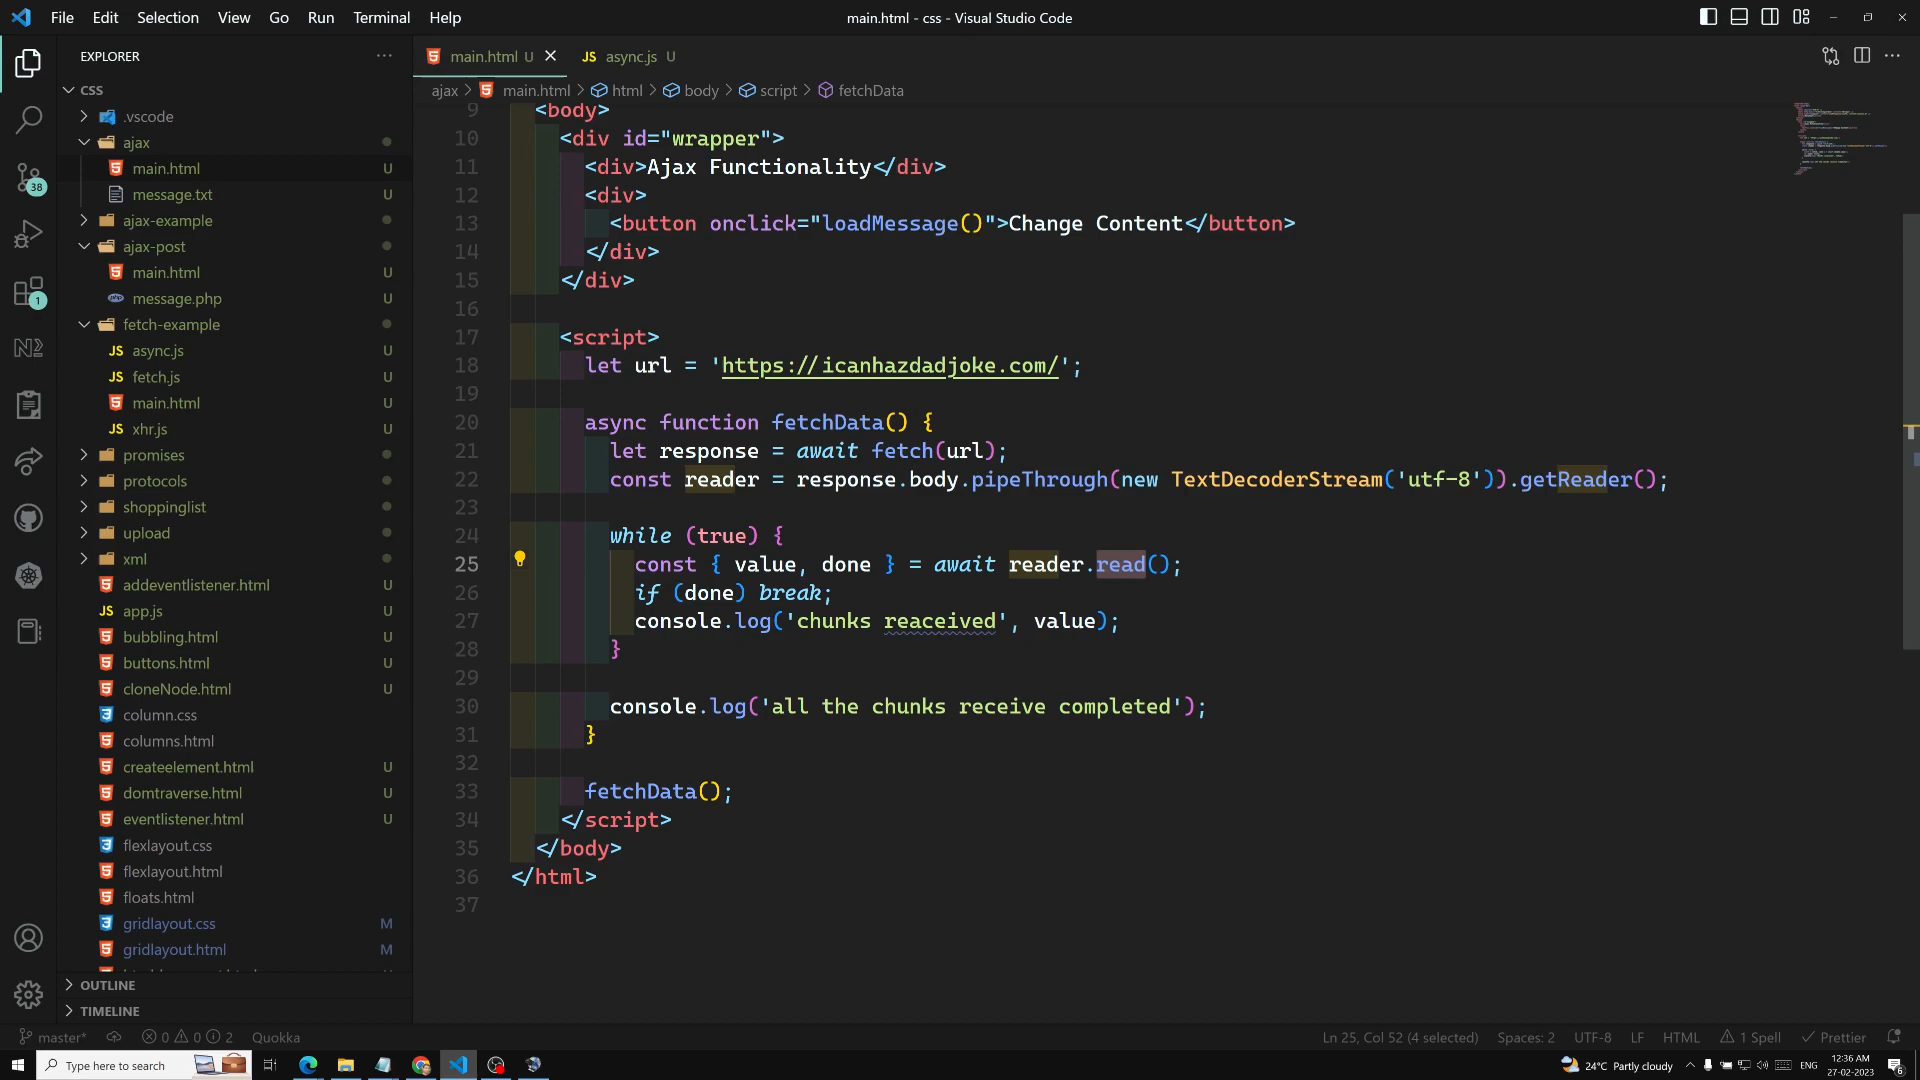 File Edit Selection View Go Run Terminal Help
main.html - css - Visual Studio Code
EXPLORER
CSS
.vscode
ajax
main.html U
message.txt U
ajax-example
ajax-post
main.html U
message.php U
fetch-example
JS async.js U
JS fetch.js U
main.html U
JS xhr.js U
promises
protocols
shoppinglist
upload
xml
addeventlistener.html U
JS app.js U
bubbling.html U
buttons.html U
cloneNode.html U
column.css
columns.html
createelement.html U
domtraverse.html U
eventlistener.html U
flexlayout.css
flexlayout.html
floats.html
gridlayout.css M
gridlayout.html M
OUTLINE
TIMELINE
38
1
main.html U
JS async.js U
ajax > main.html > html > body > script > fetchData
9 <body>
10 <div id="wrapper">
11 <div>Ajax Functionality</div>
12 <div>
13 <button onclick="loadMessage()">Change Content</button>
14 </div>
15 </div>
16
17 <script>
18 let url = 'https://icanhazdadjoke.com/';
19
20 async function fetchData() {
21 let response = await fetch(url);
22 const reader = response.body.pipeThrough(new TextDecoderStream('utf-8')).getReader();
23
24 while (true) {
25 const { value, done } = await reader.read();
26 if (done) break;
27 console.log('chunks reaceived', value);
28 }
29
30 console.log('all the chunks receive completed');
31 }
32
33 fetchData();
34 </script>
35 </body>
36 </html>
37
master* 0 0 2 Quokka
Ln 25, Col 52 (4 selected) Spaces: 2 UTF-8 LF HTML 1 Spell Prettier
Type here to search
24°C Partly cloudy
ENG
12:36 AM
27-02-2023
6